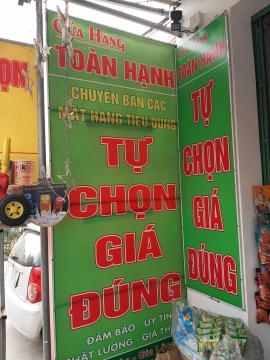 CỬA HÀNG
TOÀN HẠNH
CHUYÊN BÁN CÁC
MẶT HÀNG TIÊU DÙNG
TỰ
CHỌN
GIÁ
ĐÚNG
ĐẢM BẢO - UY TÍN
CHẤT LƯỢNG - GIÁ
TOÀN HẠNH
TỰ
CHỌN
GIÁ
ĐÚNG
ỌN